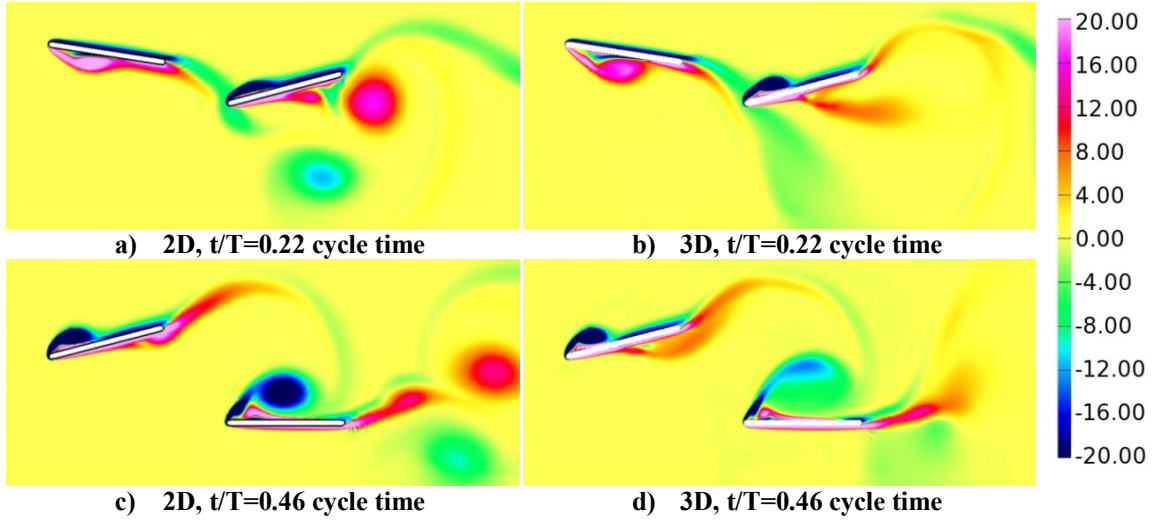 20.00
16.00
12.00
8.00
4.00
0.00
-4.00
-8.00
-12.00
-16.00
-20.00
a) 2D, t/T=0.22 cycle time
b) 3D, t/T=0.22 cycle time
c) 2D, t/T=0.46 cycle time
d) 3D, t/T=0.46 cycle time